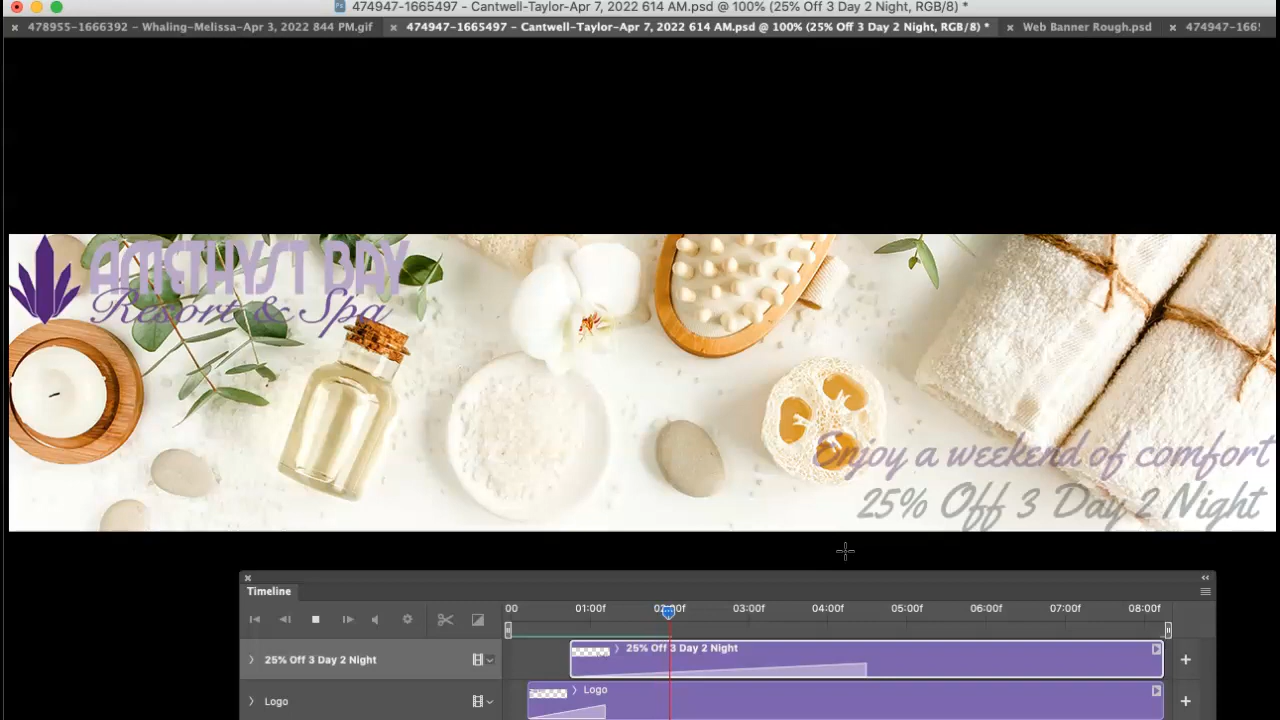 474947-1665497 - Cantwell-Taylor-Apr 7, 2022 614 AM.psd @ 100% (25% Off 3 Day 2 Night, RGB/8) *
478955-1666392 - Whaling-Melissa-Apr 3, 2022 844 PM.gif
474947-1665497 - Cantwell-Taylor-Apr 7, 2022 614 AM.psd @ 100% (25% Off 3 Day 2 Night, RGB/8) *
Web Banner Rough.psd
AMETHYST BAY
Resort & Spa
Enjoy a weekend of comfort
25% Off 3 Day 2 Night
Timeline
00 01:00f 02:00f 03:00f 04:00f 05:00f 06:00f 07:00f 08:00f
25% Off 3 Day 2 Night
25% Off 3 Day 2 Night
Logo
Logo